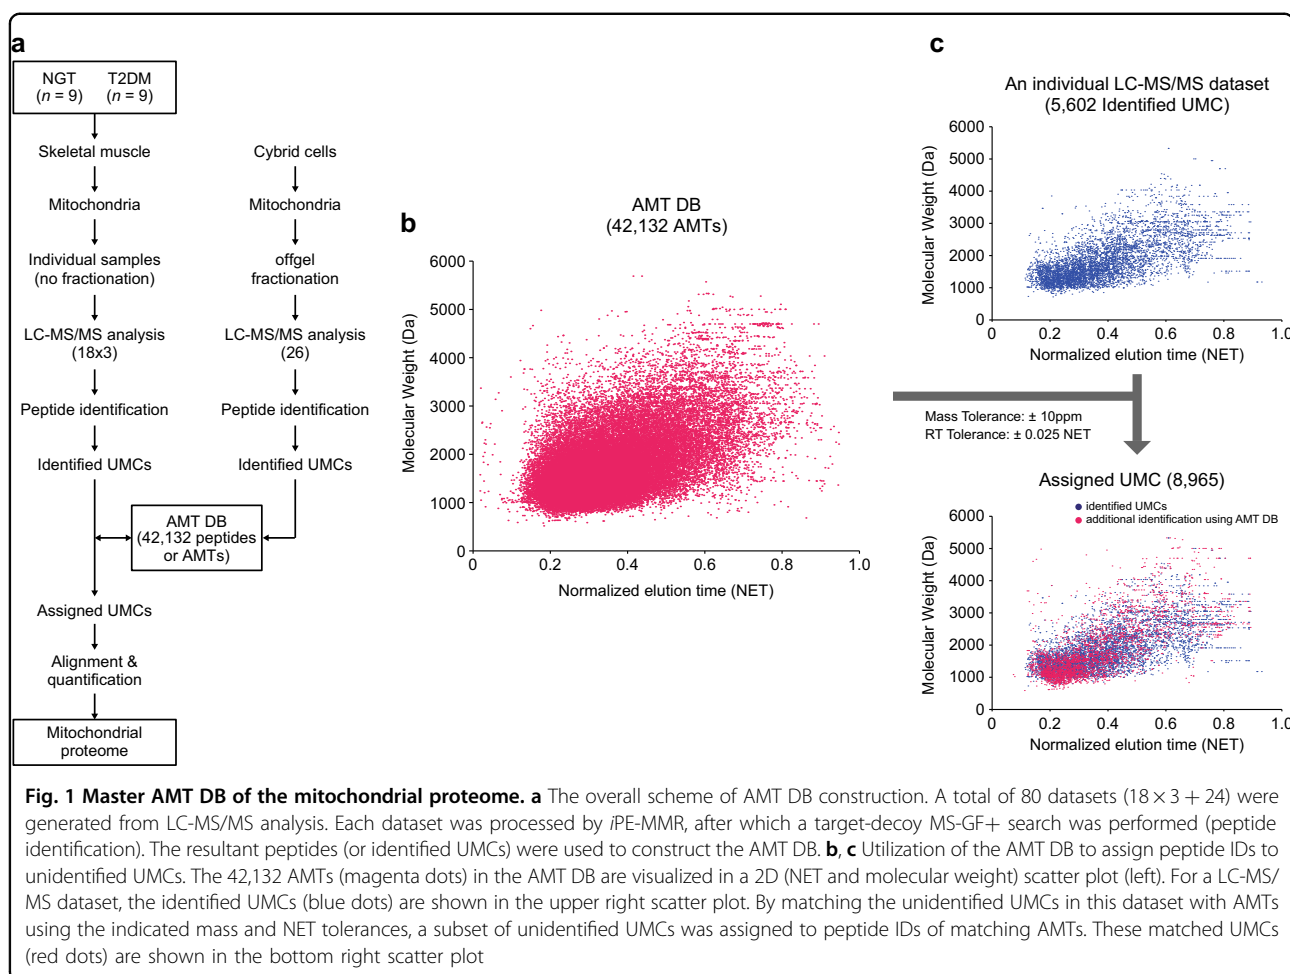 a
NGT T2DM
(n = 9) (n = 9)
Skeletal muscle
Mitochondria
Individual samples
(no fractionation)
LC-MS/MS analysis
(18x3)
Peptide identification
Identified UMCs
Cybrid cells
Mitochondria
offgel
fractionation
LC-MS/MS analysis
(26)
Peptide identification
Identified UMCs
AMT DB
(42,132 peptides
or AMTs)
Assigned UMCs
Alignment &
quantification
Mitochondrial
proteome
b
AMT DB
(42,132 AMTs)
Molecular Weight (Da)
6000
5000
4000
3000
2000
1000
0
0 0.2 0.4 0.6 0.8 1.0
Normalized elution time (NET)
c
An individual LC-MS/MS dataset
(5,602 Identified UMC)
Molecular Weight (Da)
6000
5000
4000
3000
2000
1000
0
0 0.2 0.4 0.6 0.8 1.0
Normalized elution time (NET)
Mass Tolerance: ± 10ppm
RT Tolerance: ± 0.025 NET
Assigned UMC (8,965)
identified UMCs
additional identification using AMT DB
Molecular Weight (Da)
6000
5000
4000
3000
2000
1000
0
0 0.2 0.4 0.6 0.8 1.0
Normalized elution time (NET)
Fig. 1 Master AMT DB of the mitochondrial proteome. a The overall scheme of AMT DB construction. A total of 80 datasets (18 × 3 + 24) were
generated from LC-MS/MS analysis. Each dataset was processed by iPE-MMR, after which a target-decoy MS-GF+ search was performed (peptide
identification). The resultant peptides (or identified UMCs) were used to construct the AMT DB. b, c Utilization of the AMT DB to assign peptide IDs to
unidentified UMCs. The 42,132 AMTs (magenta dots) in the AMT DB are visualized in a 2D (NET and molecular weight) scatter plot (left). For a LC-MS/
MS dataset, the identified UMCs (blue dots) are shown in the upper right scatter plot. By matching the unidentified UMCs in this dataset with AMTs
using the indicated mass and NET tolerances, a subset of unidentified UMCs was assigned to peptide IDs of matching AMTs. These matched UMCs
(red dots) are shown in the bottom right scatter plot